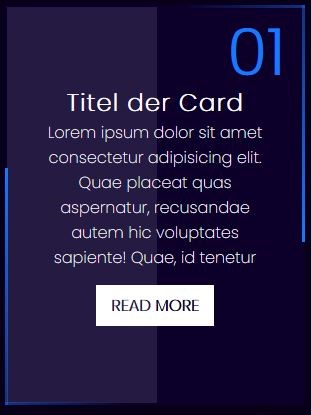 01
Titel der Card
Lorem ipsum dolor sit amet
consectetur adipisicing elit.
Quae placeat quas
aspernatur, recusandae
autem hic voluptates
sapiente! Quae, id tenetur
READ MORE